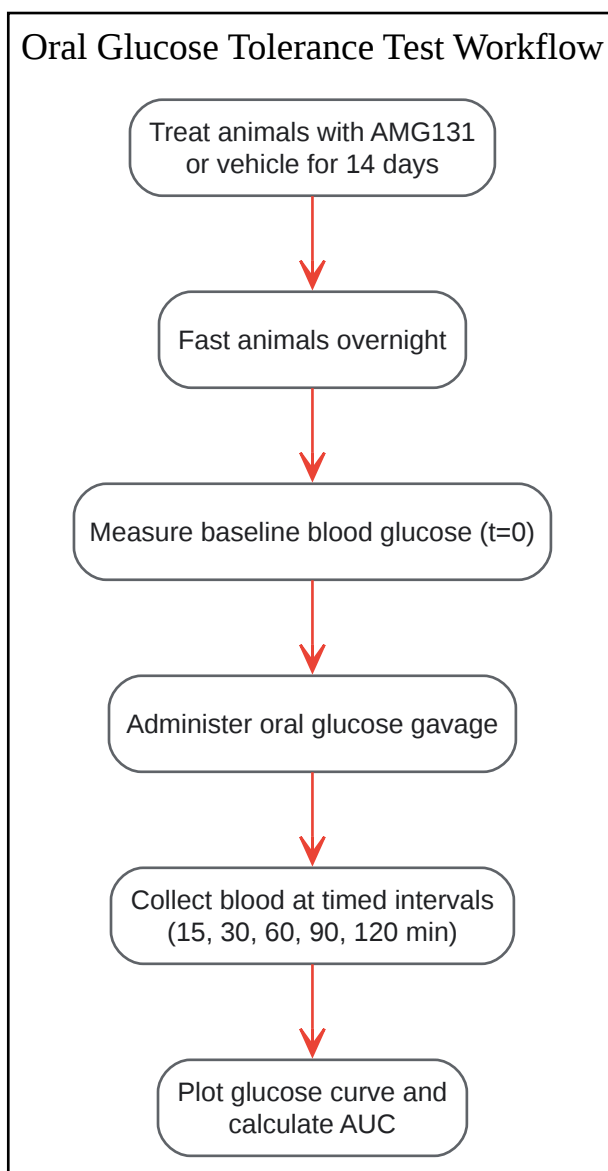 Oral Glucose Tolerance Test Workflow
Treat animals with AMG131
or vehicle for 14 days
Fast animals overnight
Measure baseline blood glucose (t=0)
Administer oral glucose gavage
Collect blood at timed intervals
(15, 30, 60, 90, 120 min)
Plot glucose curve and
calculate AUC